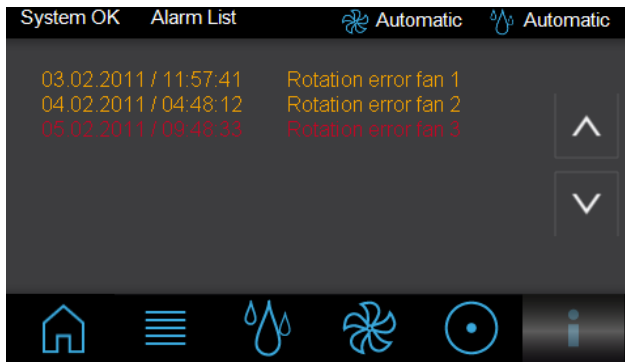 System OK Alarm List Automatic Automatic
03.02.2011 / 11:57:41 Rotation error fan 1
04.02.2011 / 04:48:12 Rotation error fan 2
05.02.2011 / 09:48:33 Rotation error fan 3